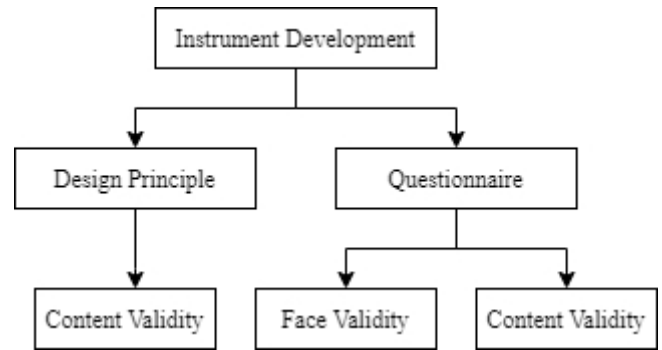 Instrument Development
Design Principle
Questionnaire
Content Validity
Face Validity
Content Validity